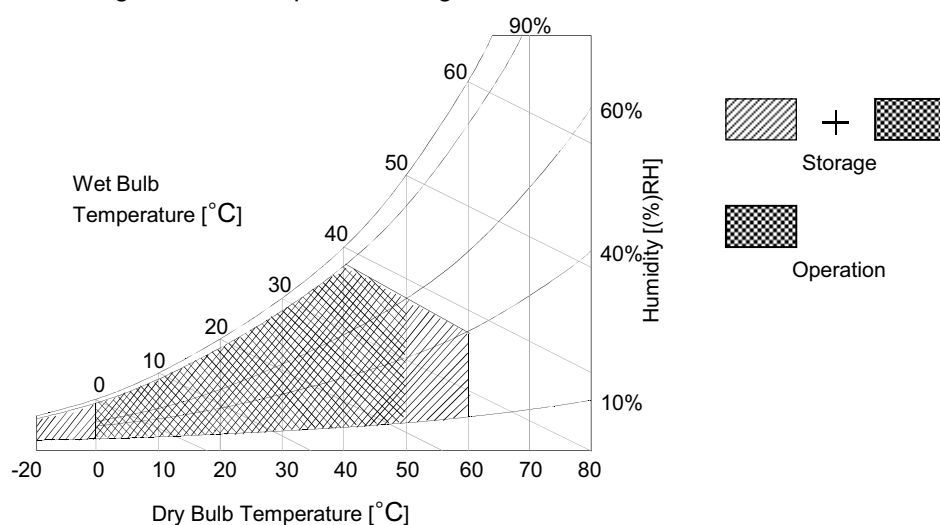 90%
60
60%
50
Wet Bulb
Temperature [°C]
Humidity [(%)RH]
Storage
40
40%
Operation
30
20
10
0
10%
-20 0 10 20 30 40 50 60 70 80
Dry Bulb Temperature [°C]